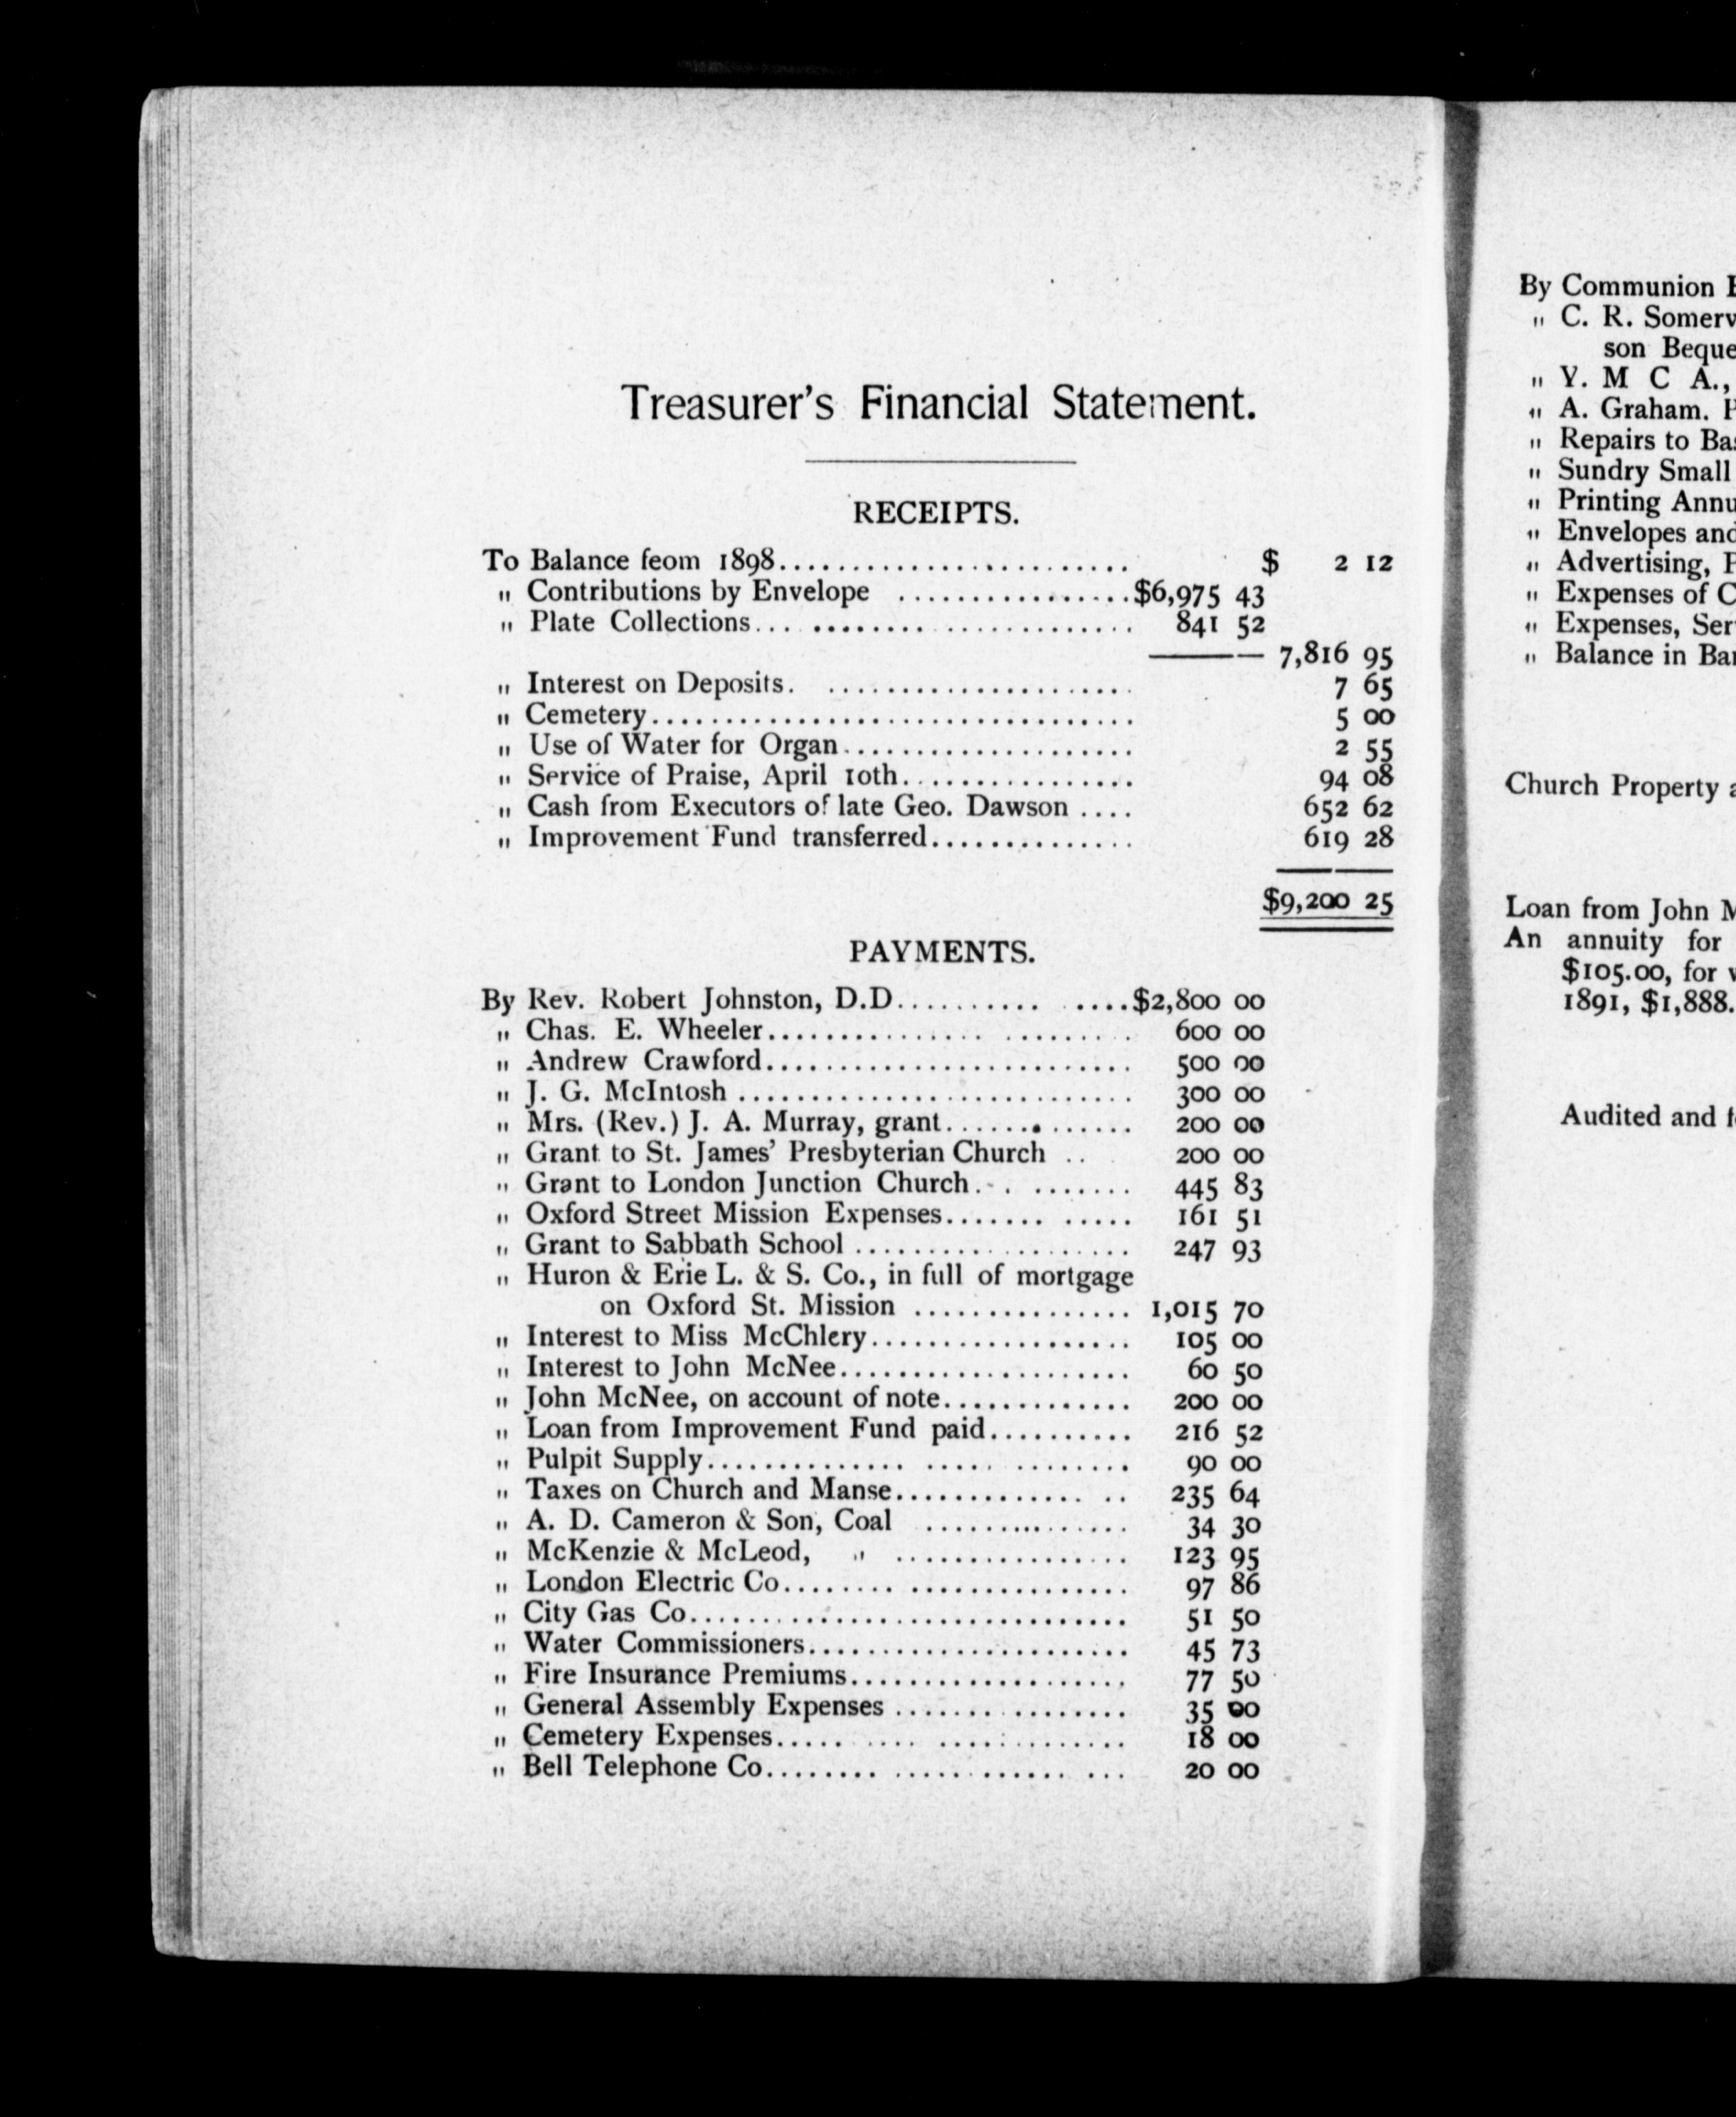 Treasurer's Financial Statement.
RECEIPTS.
To Balance feom 1898........................ $ 2 12
" Contributions by Envelope ................$6,975 43
" Plate Collections.......................... 841 52
7,816 95
" Interest on Deposits. ..................... 7 65
" Cemetery................................. 5 00
" Use of Water for Organ.................... 2 55
" Service of Praise, April 10th................ 94 08
" Cash from Executors of late Geo. Dawson .... 652 62
" Improvement Fund transferred.............. 619 28
$9,200 25
PAYMENTS.
By Rev. Robert Johnston, D.D.......... ....$2,800 00
" Chas. E. Wheeler............... ......... 600 00
" Andrew Crawford......................... 500 00
" J. G. McIntosh ........................... 300 00
" Mrs. (Rev.) J. A. Murray, grant............. 200 00
" Grant to St. James' Presbyterian Church .. 200 00
" Grant to London Junction Church. . ....... 445 83
" Oxford Street Mission Expenses....... ..... 161 51
" Grant to Sabbath School ................... 247 93
" Huron & Erie L. & S. Co., in full of mortgage
on Oxford St. Mission ............... 1,015 70
" Interest to Miss McChlery.................. 105 00
" Interest to John McNee.................... 60 50
" John McNee, on account of note............. 200 00
" Loan from Improvement Fund paid.......... 216 52
" Pulpit Supply.............. ..... ........ 90 00
" Taxes on Church and Manse............. .. 235 64
" A. D. Cameron & Son, Coal .............. 34 30
" McKenzie & McLeod, " ................ 123 95
" London Electric Co........ ............... 97 86
" City Gas Co.............................. 51 50
" Water Commissioners...................... 45 73
" Fire Insurance Premiums................... 77 50
" General Assembly Expenses ................ 35 00
" Cemetery Expenses..... .... ............. 18 00
" Bell Telephone Co........ ............ ... 20 00
By Communion
" C. R.
son
" Y. M C A.,
" A. Graham.
" Repairs to
" Sundry Small
" Printing
" Envelopes
" Advertising,
" Expenses of
" Expenses,
" Balance in
Church Property
Loan from John
An annuity for
$105.00, for
1891, $1,888.
Audited and